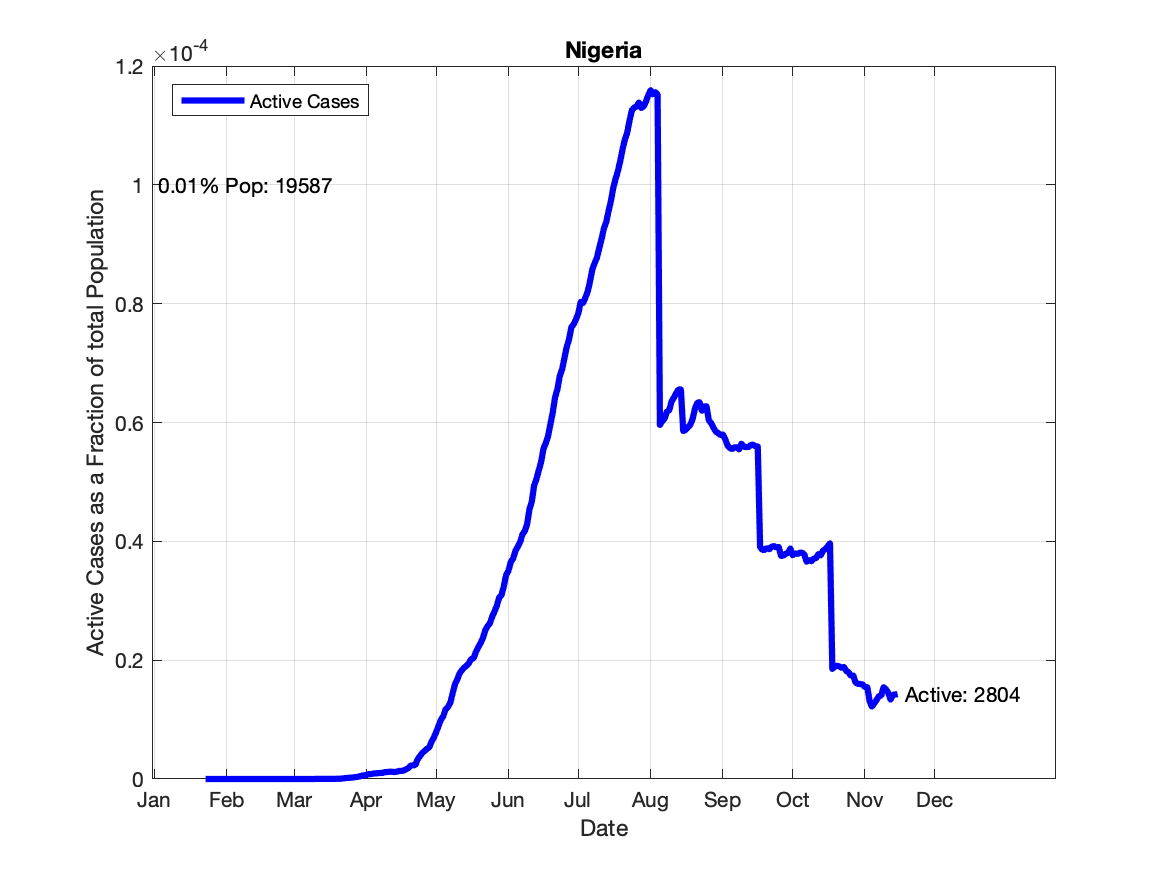 Nigeria
×10-4
1.2
1
0.8
0.6
0.4
0.2
0
Active Cases
0.01% Pop: 19587
Active: 2804
Active Cases as a Fraction of total Population
Jan Feb Mar Apr May Jun Jul Aug Sep Oct Nov Dec
Date